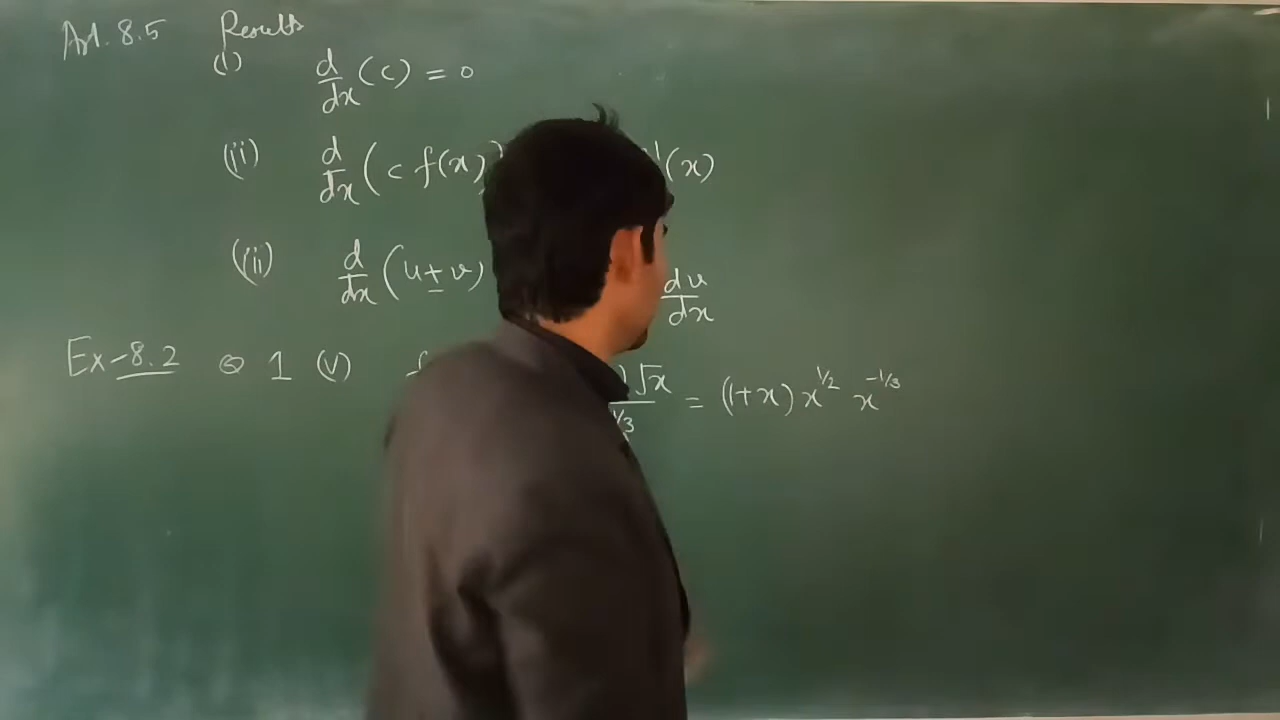 Art. 8.5 Results
(i) d/dx (c) = 0
(ii) d/dx (c f(x)) '(x)
(ii) d/dx (u ± v) dv/dx
Ex-8.2 Q 1 (v) f ) √x / 1/3 = (1+x) x^1/2 x^-1/3